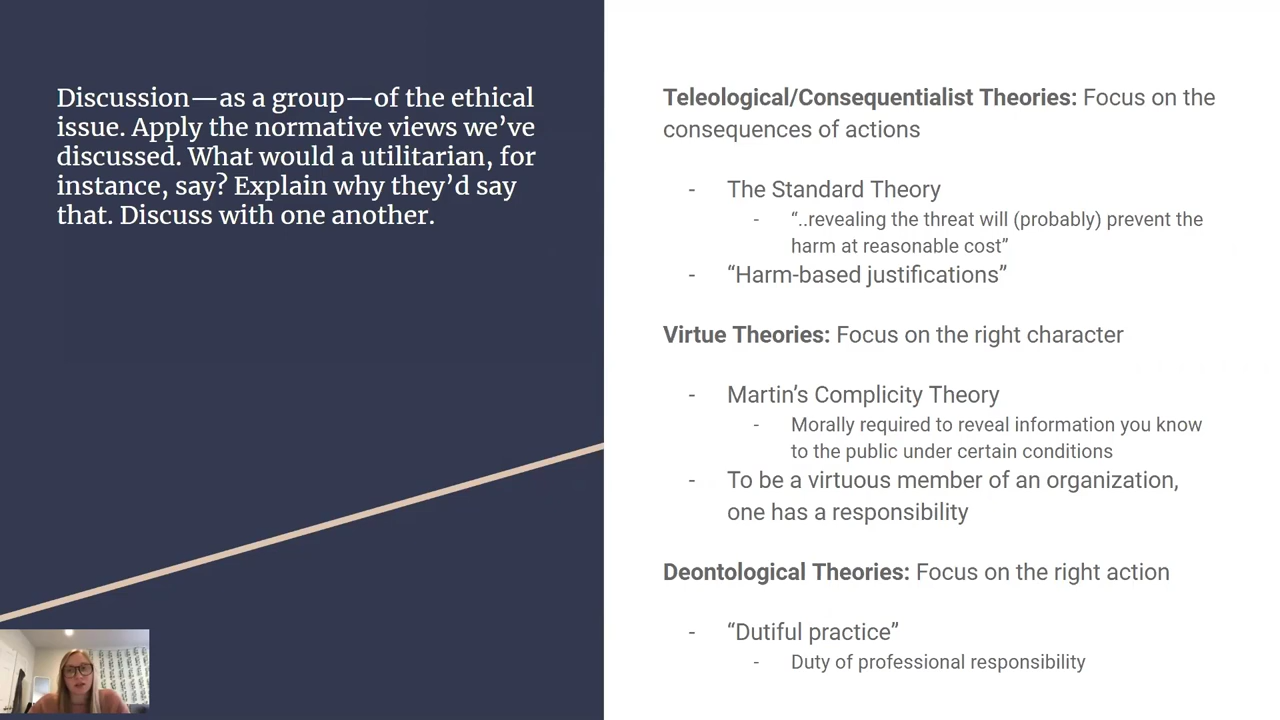 Discussion—as a group—of the ethical
issue. Apply the normative views we’ve
discussed. What would a utilitarian, for
instance, say? Explain why they’d say
that. Discuss with one another.
Teleological/Consequentialist Theories: Focus on the
consequences of actions
- The Standard Theory
- “..revealing the threat will (probably) prevent the
harm at reasonable cost”
- “Harm-based justifications”
Virtue Theories: Focus on the right character
- Martin’s Complicity Theory
- Morally required to reveal information you know
to the public under certain conditions
- To be a virtuous member of an organization,
one has a responsibility
Deontological Theories: Focus on the right action
- “Dutiful practice”
- Duty of professional responsibility